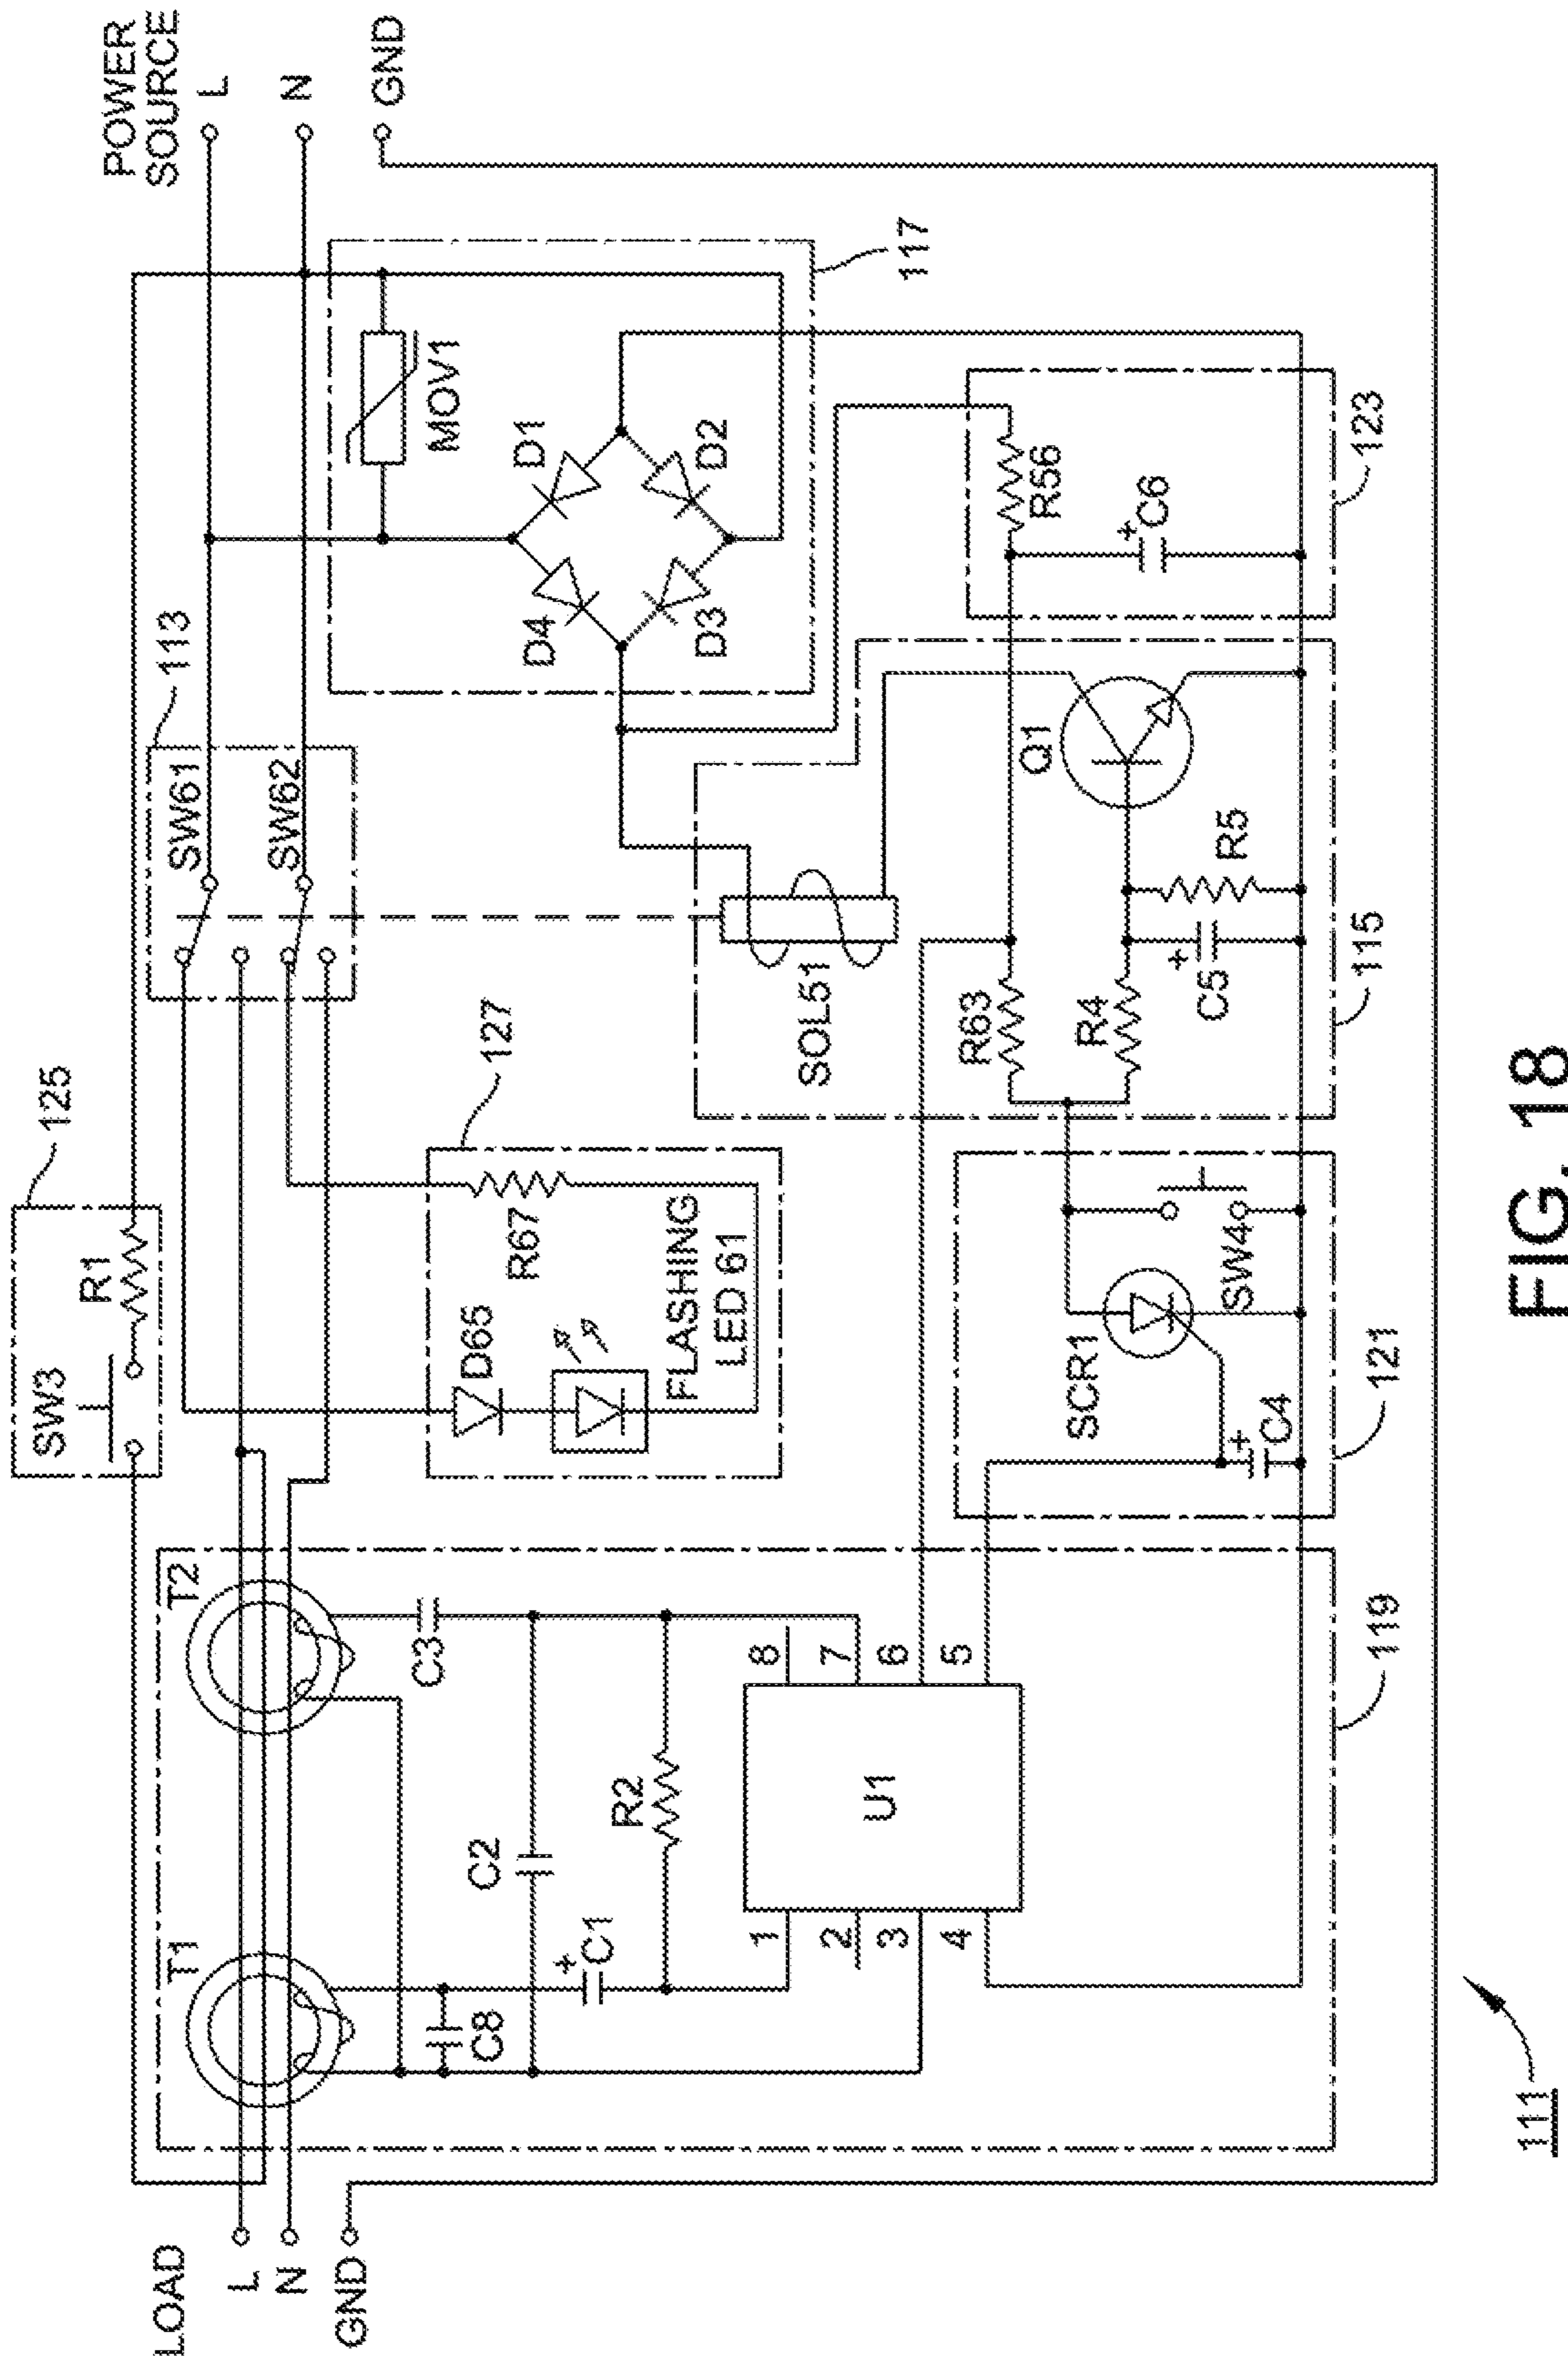 POWER
SOURCE
L
N
GND
113
SW61
SW62
125
SW3
R1
MOV1
D1
D2
D3
D4
117
127
D65
R67
FLASHING
LED 61
SOL51
R56
C6
123
Q1
R63
R4
R5
C5
+
+
115
SCR1
SW4
C4
+
121
T1
T2
C8
C1
+
C2
C3
R2
U1
1
2
3
4
5
6
7
8
119
LOAD
L
N
GND
111
FIG. 18